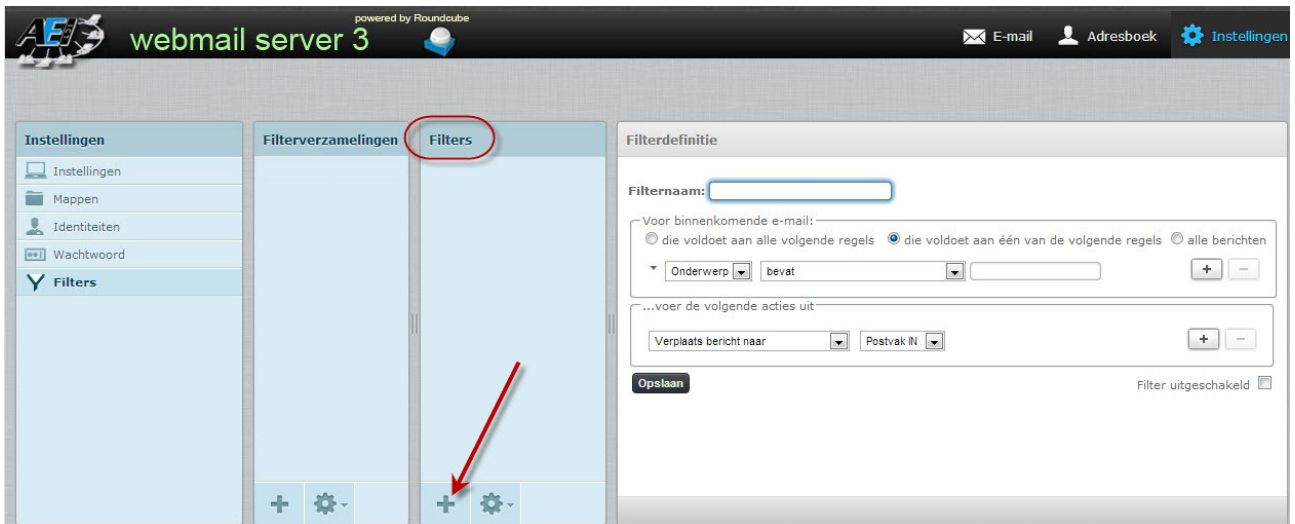 powered by Roundcube
AEI webmail server 3
E-mail Adresboek Instellingen
Instellingen
Instellingen
Mappen
Identiteiten
Wachtwoord
Filters
Filterverzamelingen
Filters
Filterdefinitie
Filternaam:
Voor binnenkomende e-mail:
die voldoet aan alle volgende regels die voldoet aan één van de volgende regels alle berichten
Onderwerp bevat + −
...voer de volgende acties uit
Verplaats bericht naar Postvak IN + −
Opslaan Filter uitgeschakeld